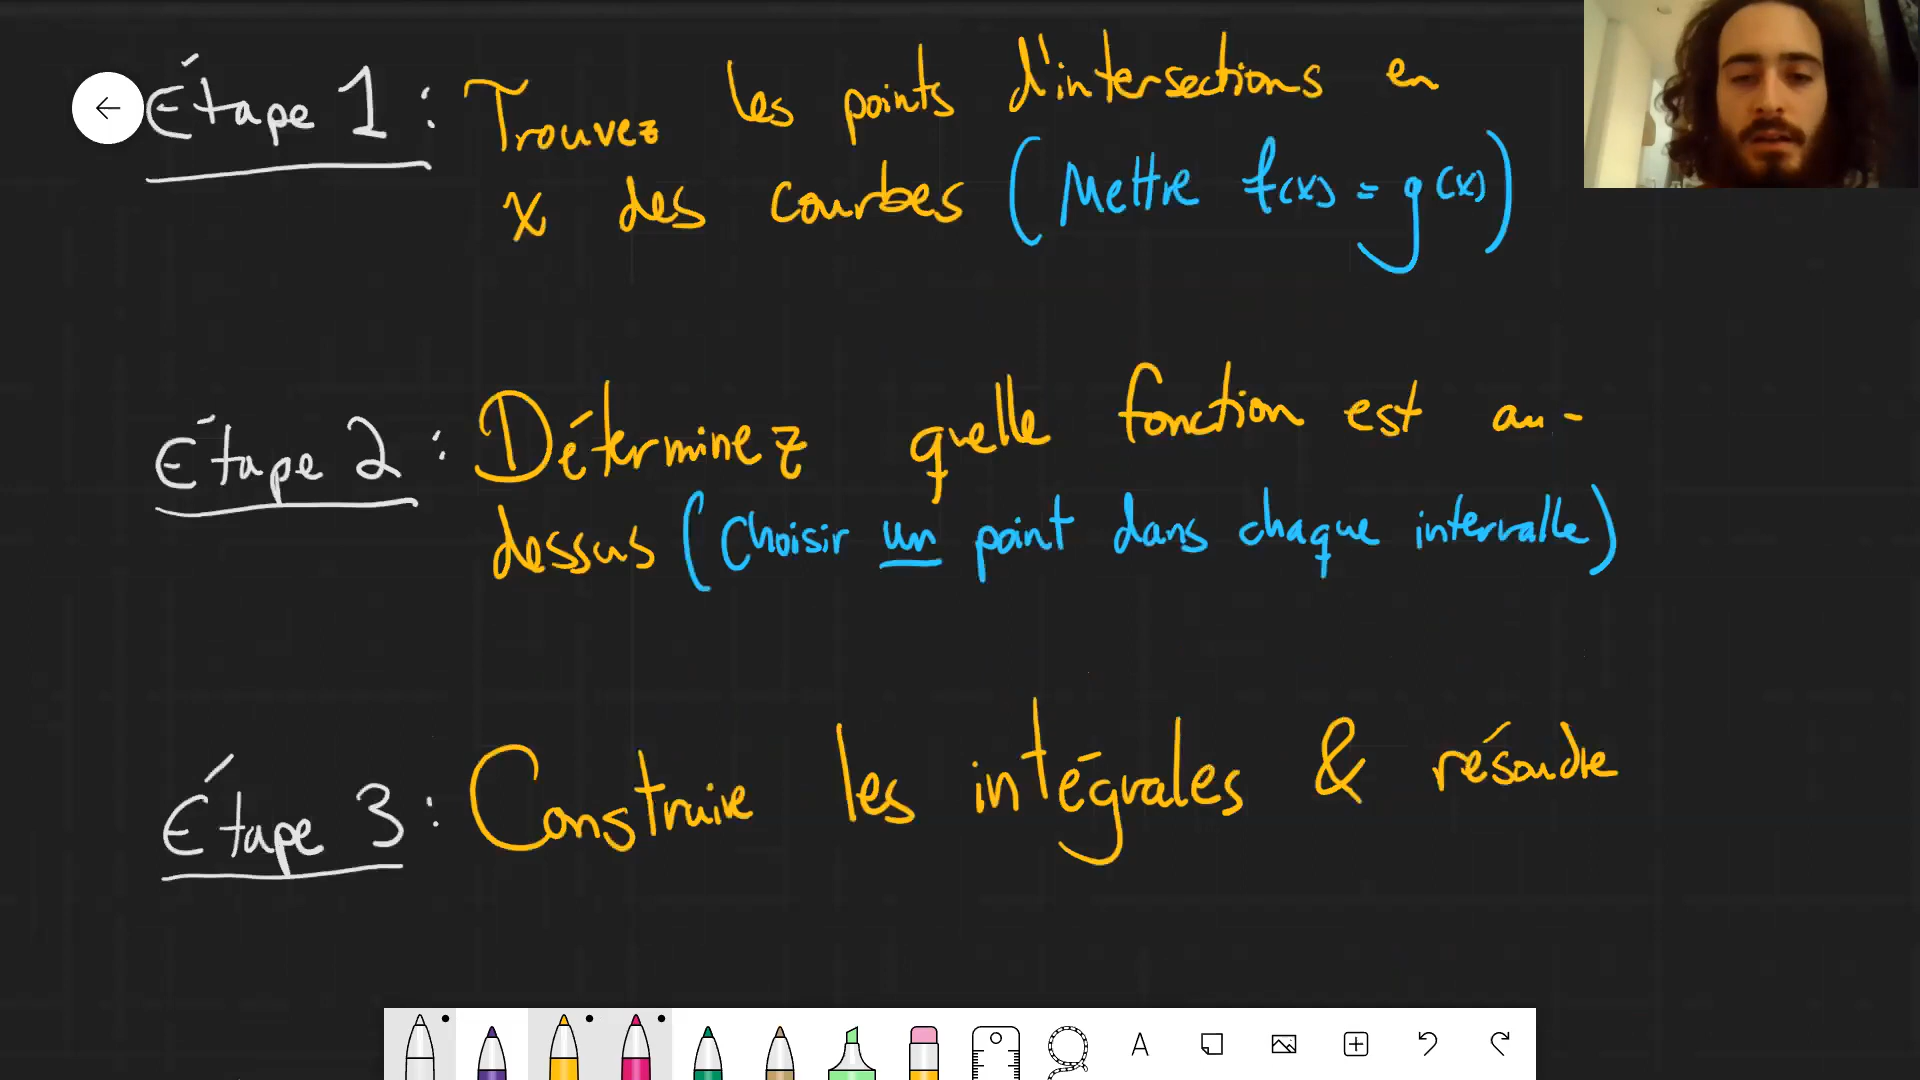 Étape 1 : Trouvez les points d'intersections en
x des courbes (Mettre f(x) = g(x))
Étape 2 : Déterminez quelle fonction est au-
dessus (Choisir un point dans chaque intervalle)
Étape 3 : Construire les intégrales & résoudre
A